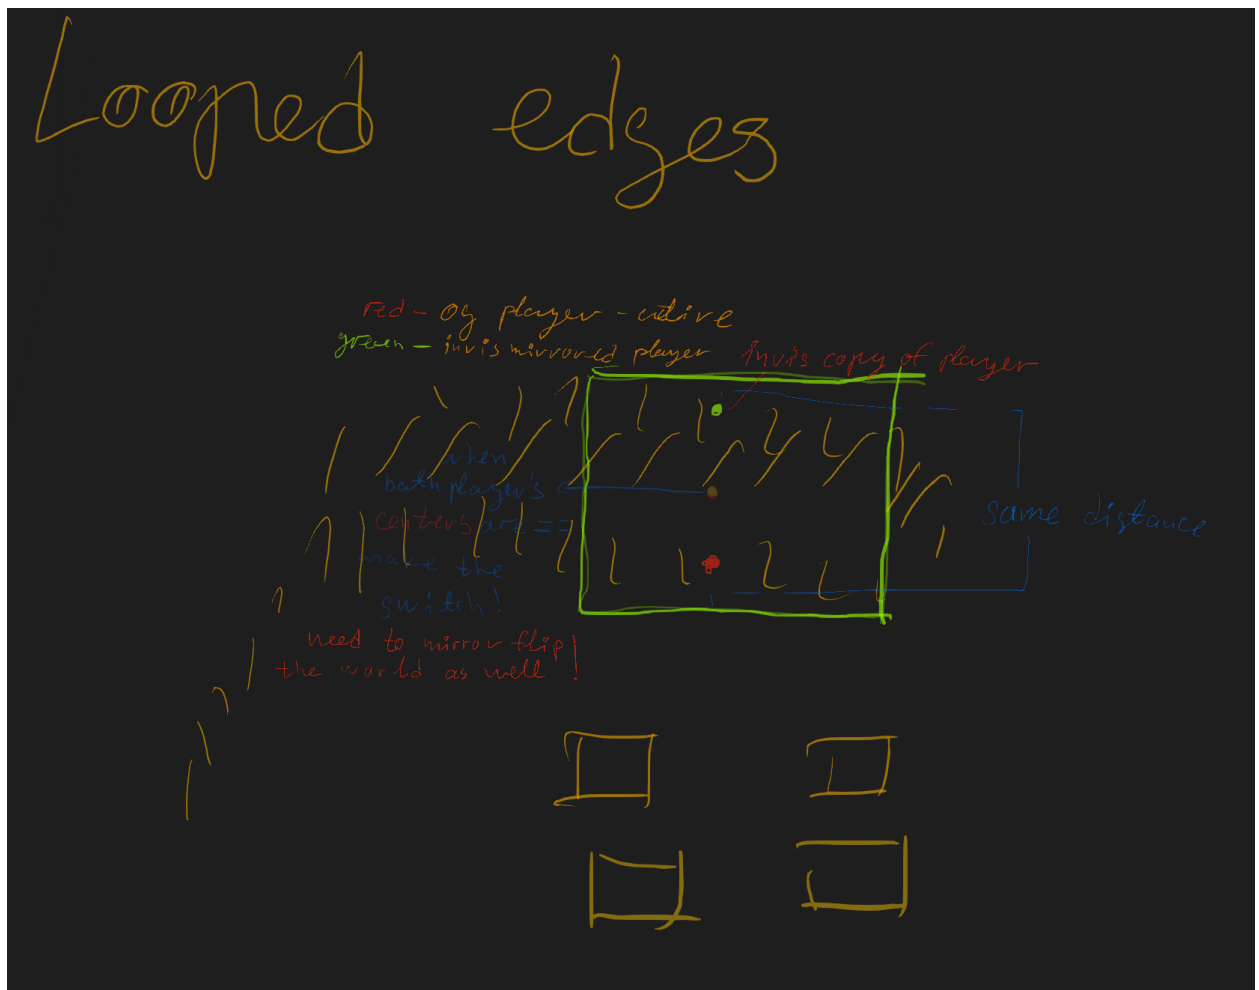 Looped edges
red - og player - active
green - invis mirrored player
invis copy of player
when
both player's
centers are ==
make the
switch!
same distance
need to mirror flip
the world as well!